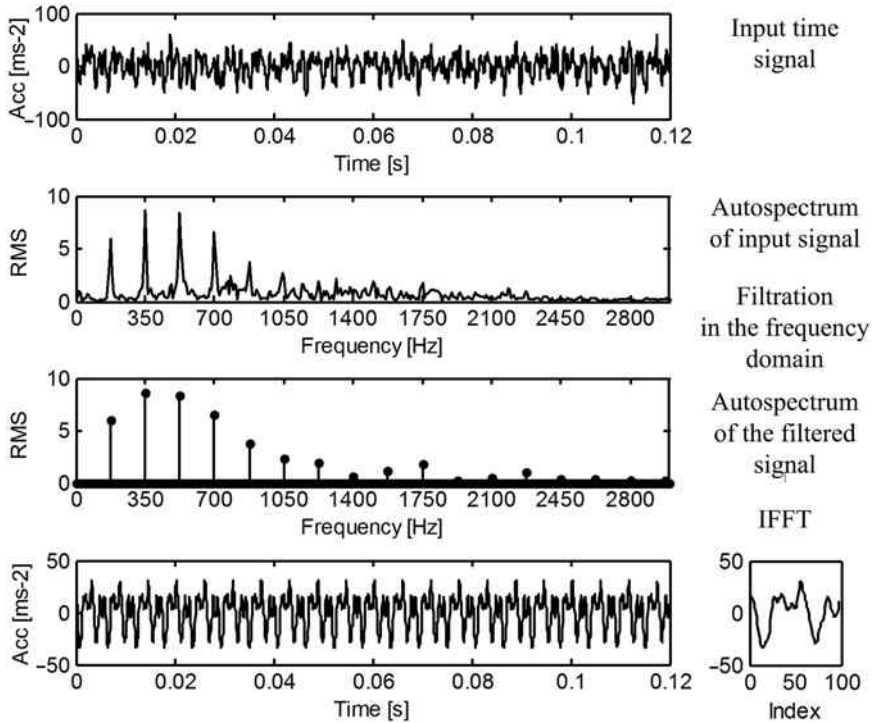 100
0
−100
Acc [ms-2]
0 0.02 0.04 0.06 0.08 0.1 0.12
Time [s]
Input time
signal
10
5
0
RMS
0 350 700 1050 1400 1750 2100 2450 2800
Frequency [Hz]
Autospectrum
of input signal
Filtration
in the frequency
domain
10
5
0
RMS
0 350 700 1050 1400 1750 2100 2450 2800
Frequency [Hz]
Autospectrum
of the filtered
signal
IFFT
50
0
−50
Acc [ms-2]
0 0.02 0.04 0.06 0.08 0.1 0.12
Time [s]
50
0
−50
0 50 100
Index